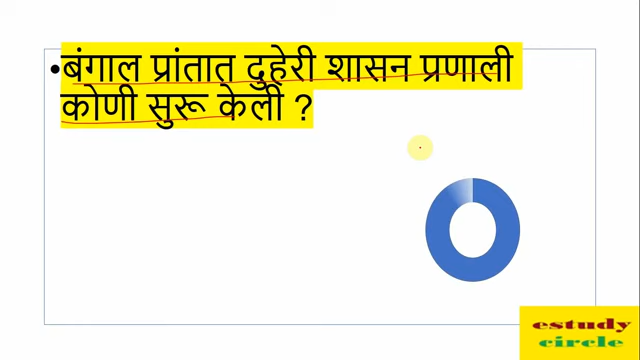 •बंगाल प्रांतात दुहेरी शासन प्रणाली
कोणी सुरू केली ?
estudy
circle